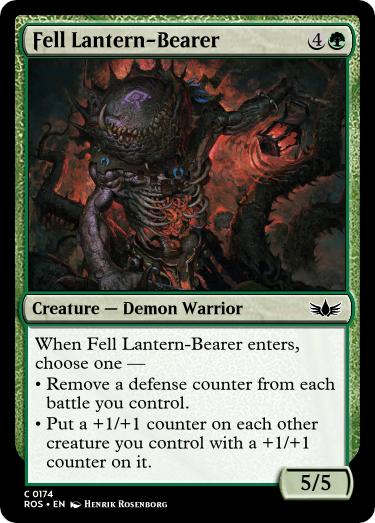 Fell Lantern-Bearer 4
Creature — Demon Warrior
When Fell Lantern-Bearer enters,
choose one —
• Remove a defense counter from each
battle you control.
• Put a +1/+1 counter on each other
creature you control with a +1/+1
counter on it.
5/5
C 0174
ROS • EN Henrik Rosenborg